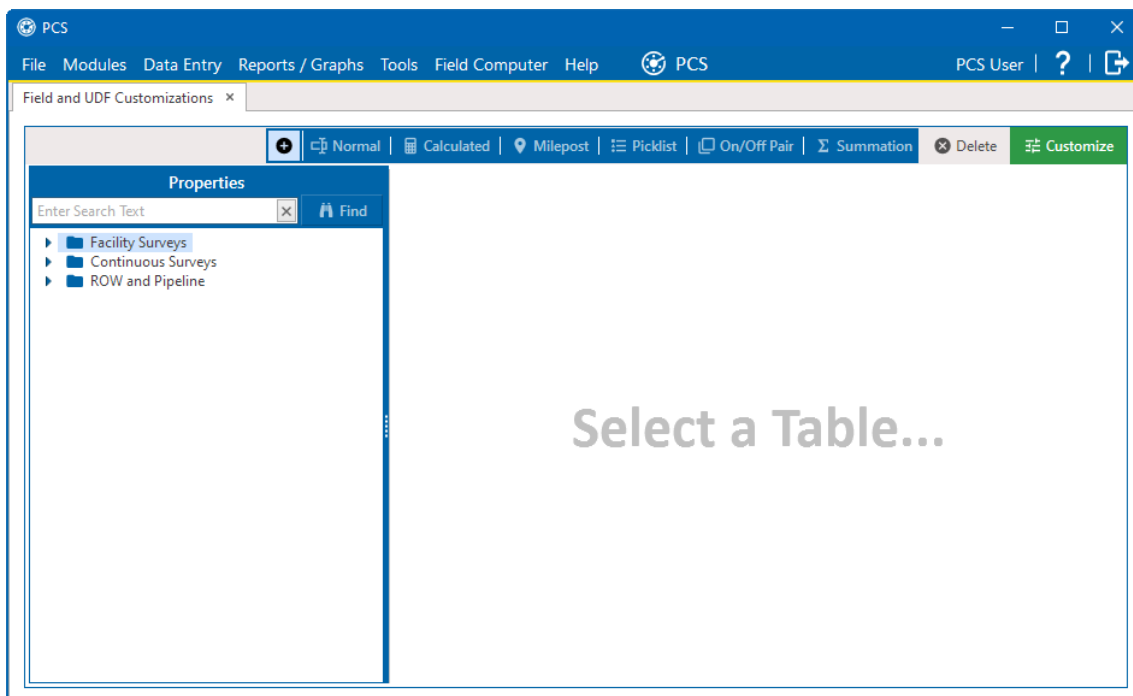 PCS
File Modules Data Entry Reports / Graphs Tools Field Computer Help PCS PCS User | ? |
Field and UDF Customizations ×
Normal | Calculated | Milepost | Picklist | On/Off Pair | Σ Summation Delete Customize
Properties
Enter Search Text Find
Facility Surveys
Continuous Surveys
ROW and Pipeline
Select a Table...